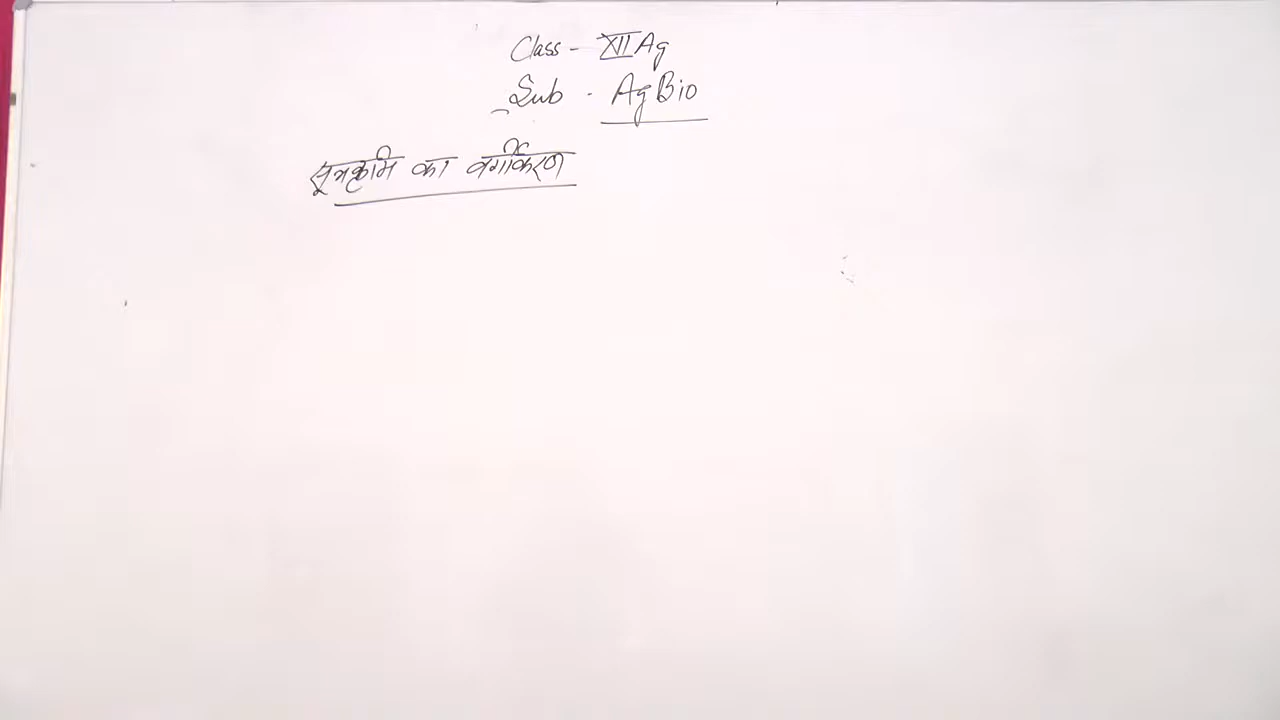 Class - XII Ag
Sub - Ag Bio
सूत्रकृमि का वर्गीकरण